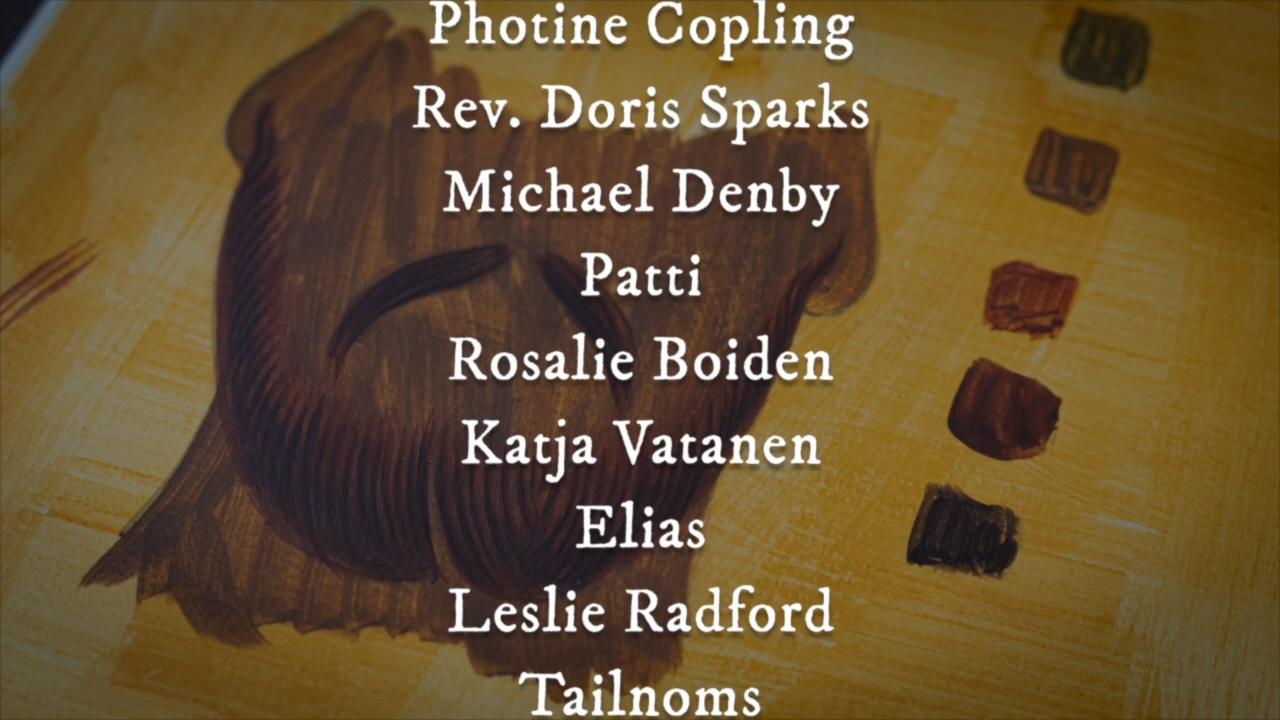 Photine Copling
Rev. Doris Sparks
Michael Denby
Patti
Rosalie Boiden
Katja Vatanen
Elias
Leslie Radford
Tailnoms